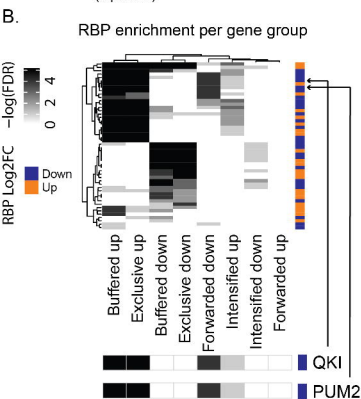 B.
RBP enrichment per gene group
−log(FDR)
4
2
0
RBP Log2FC
Down
Up
Buffered up
Exclusive up
Buffered down
Exclusive down
Forwarded down
Intensified up
Intensified down
Forwarded up
QKI
PUM2